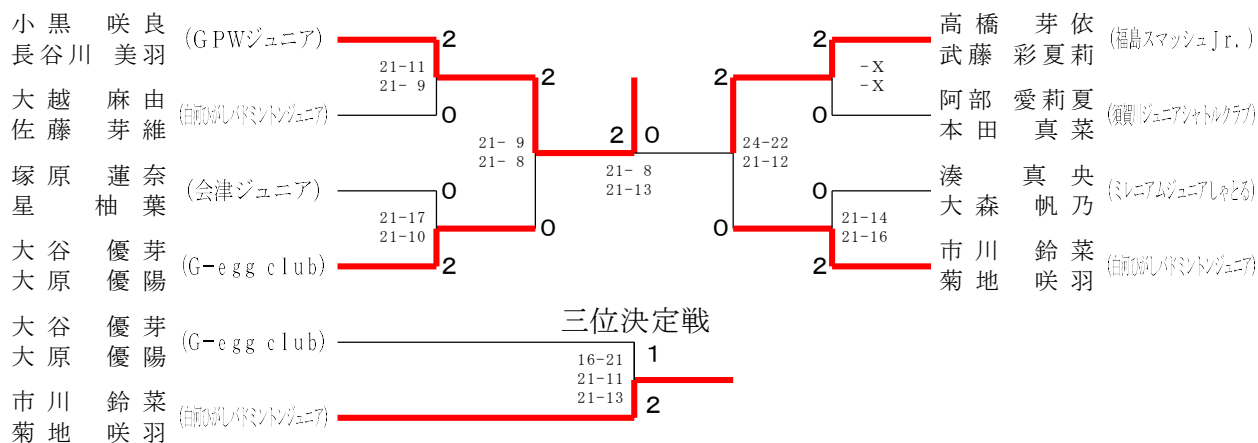 小黒 咲良
長谷川 美羽
(GPWジュニア)
2
21-11
21- 9
0
大越 麻由
佐藤 芽維
(白河ひがしバドミントンジュニア)
2
21- 9
21- 8
0
塚原 蓮奈
星 柚葉
(会津ジュニア)
0
21-17
21-10
2
大谷 優芽
大原 優陽
(G-egg club)
2 0
21- 8
21-13
高橋 芽依
武藤 彩夏莉
(福島スマッシュJr.)
2
-X
-X
0
阿部 愛莉夏
本田 真菜
(須賀川ジュニアシャトルクラブ)
2
24-22
21-12
0
湊 真央
大森 帆乃
(ミレニアムジュニアしゃとる)
0
21-14
21-16
2
市川 鈴菜
菊地 咲羽
(白河ひがしバドミントンジュニア)
三位決定戦
大谷 優芽
大原 優陽
(G-egg club)
1
16-21
21-11
21-13
2
市川 鈴菜
菊地 咲羽
(白河ひがしバドミントンジュニア)